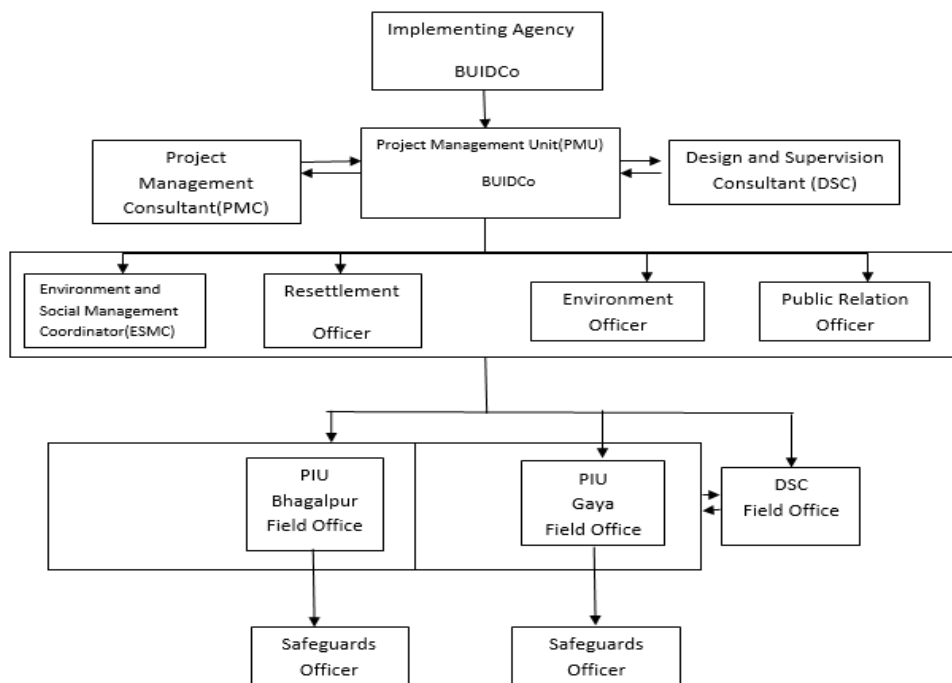 Implementing Agency
BUIDCo
Project Management Unit(PMU)
BUIDCo
Project
Management
Consultant(PMC)
Design and Supervision
Consultant (DSC)
Environment and
Social Management
Coordinator(ESMC)
Resettlement
Officer
Environment
Officer
Public Relation
Officer
PIU
Bhagalpur
Field Office
PIU
Gaya
Field Office
DSC
Field Office
Safeguards
Officer
Safeguards
Officer